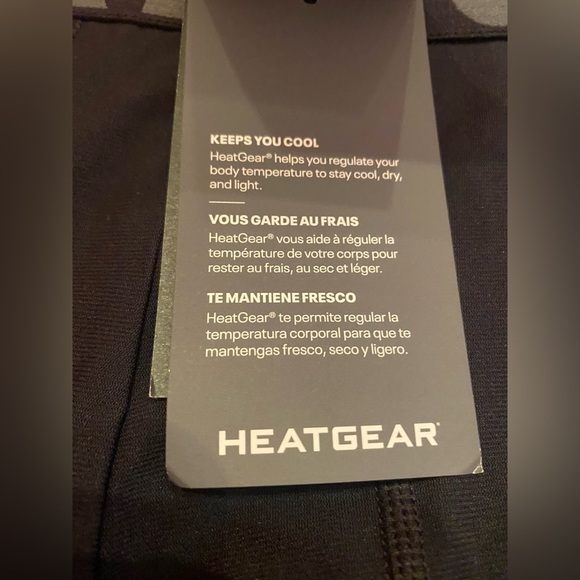 KEEPS YOU COOL
HeatGear® helps you regulate your
body temperature to stay cool, dry,
and light.
VOUS GARDE AU FRAIS
HeatGear® vous aide à réguler la
température de votre corps pour
rester au frais, au sec et léger.
TE MANTIENE FRESCO
HeatGear® te permite regular la
temperatura corporal para que te
mantengas fresco, seco y ligero.
HEATGEAR®